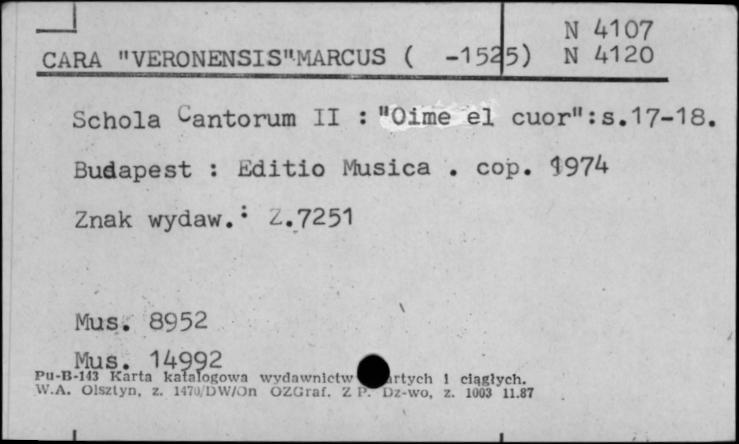 N 4107
CARA "VERONENSIS" MARCUS ( -1525) N 4120
Schola Cantorum II : "Oime el cuor":s.17-18.
Budapest : Editio Musica . cop. 1974
Znak wydaw.: Z.7251
Mus. 8952
Mus. 14992
Pu-B-143 Karta katalogowa wydawnictw i ciągłych.
W.A. Olsztyn, z. 1470/DW/On OZGraf. Z P. Dz-wo, z. 1003 11.87